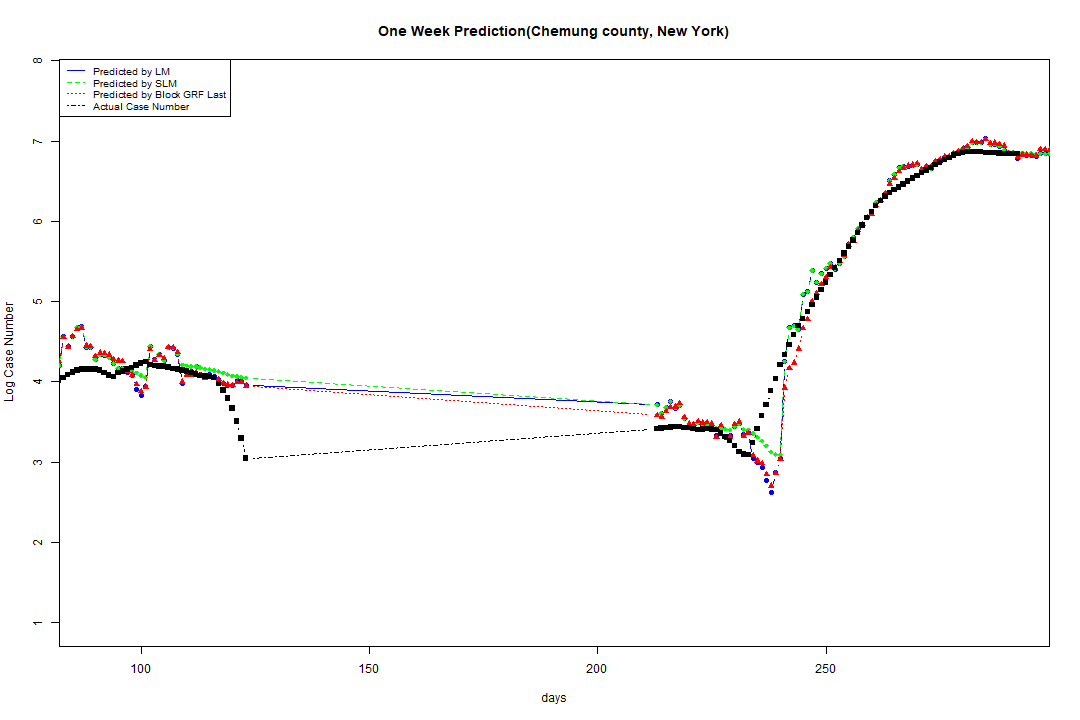 One Week Prediction(Chemung county, New York)
Predicted by LM
Predicted by SLM
Predicted by Block GRF Last
Actual Case Number
Log Case Number
8
7
6
5
4
3
2
1
100
150
200
250
days